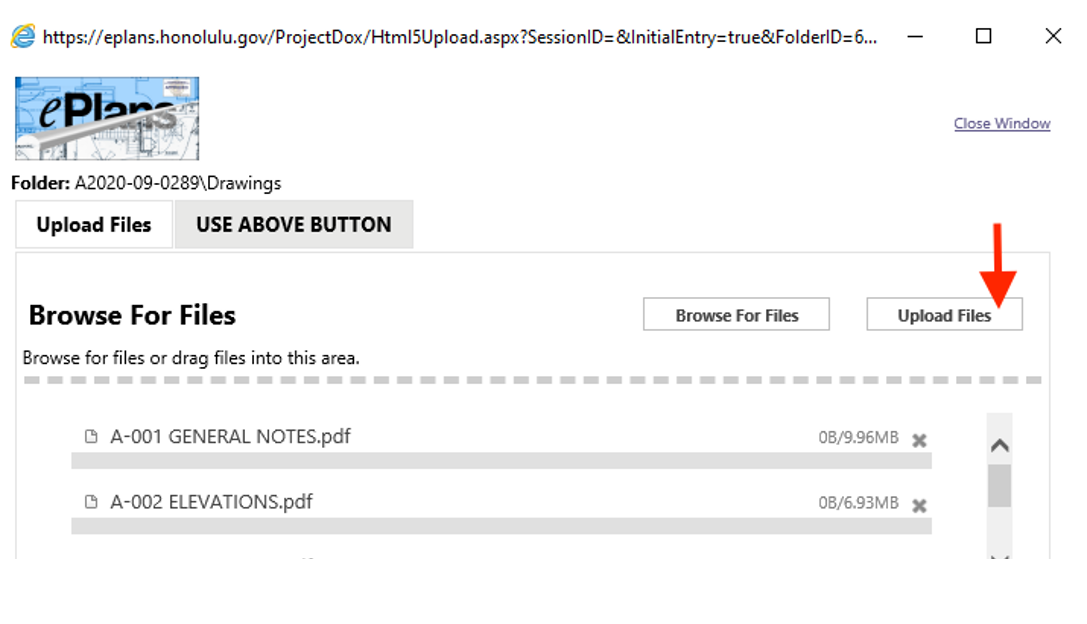 https://eplans.honolulu.gov/ProjectDox/Html5Upload.aspx?SessionID=&InitialEntry=true&FolderID=6...
ePlans
Close Window
Folder: A2020-09-0289\Drawings
Upload Files
USE ABOVE BUTTON
Browse For Files
Browse For Files
Upload Files
Browse for files or drag files into this area.
A-001 GENERAL NOTES.pdf
0B/9.96MB
A-002 ELEVATIONS.pdf
0B/6.93MB